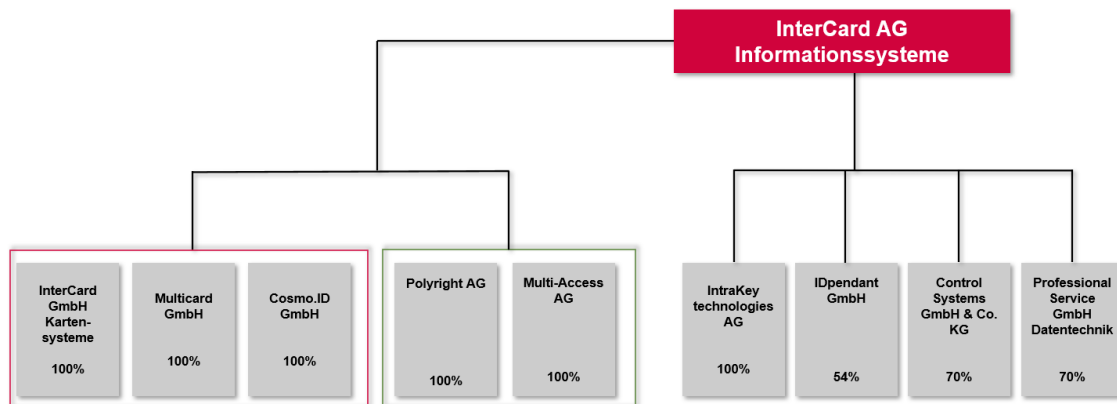 InterCard AG
Informationssysteme
InterCard
GmbH
Karten-
systeme
100%
Multicard
GmbH
100%
Cosmo.ID
GmbH
100%
Polyright AG
100%
Multi-Access
AG
100%
IntraKey
technologies
AG
100%
IDpendant
GmbH
54%
Control
Systems
GmbH & Co.
KG
70%
Professional
Service
GmbH
Datentechnik
70%